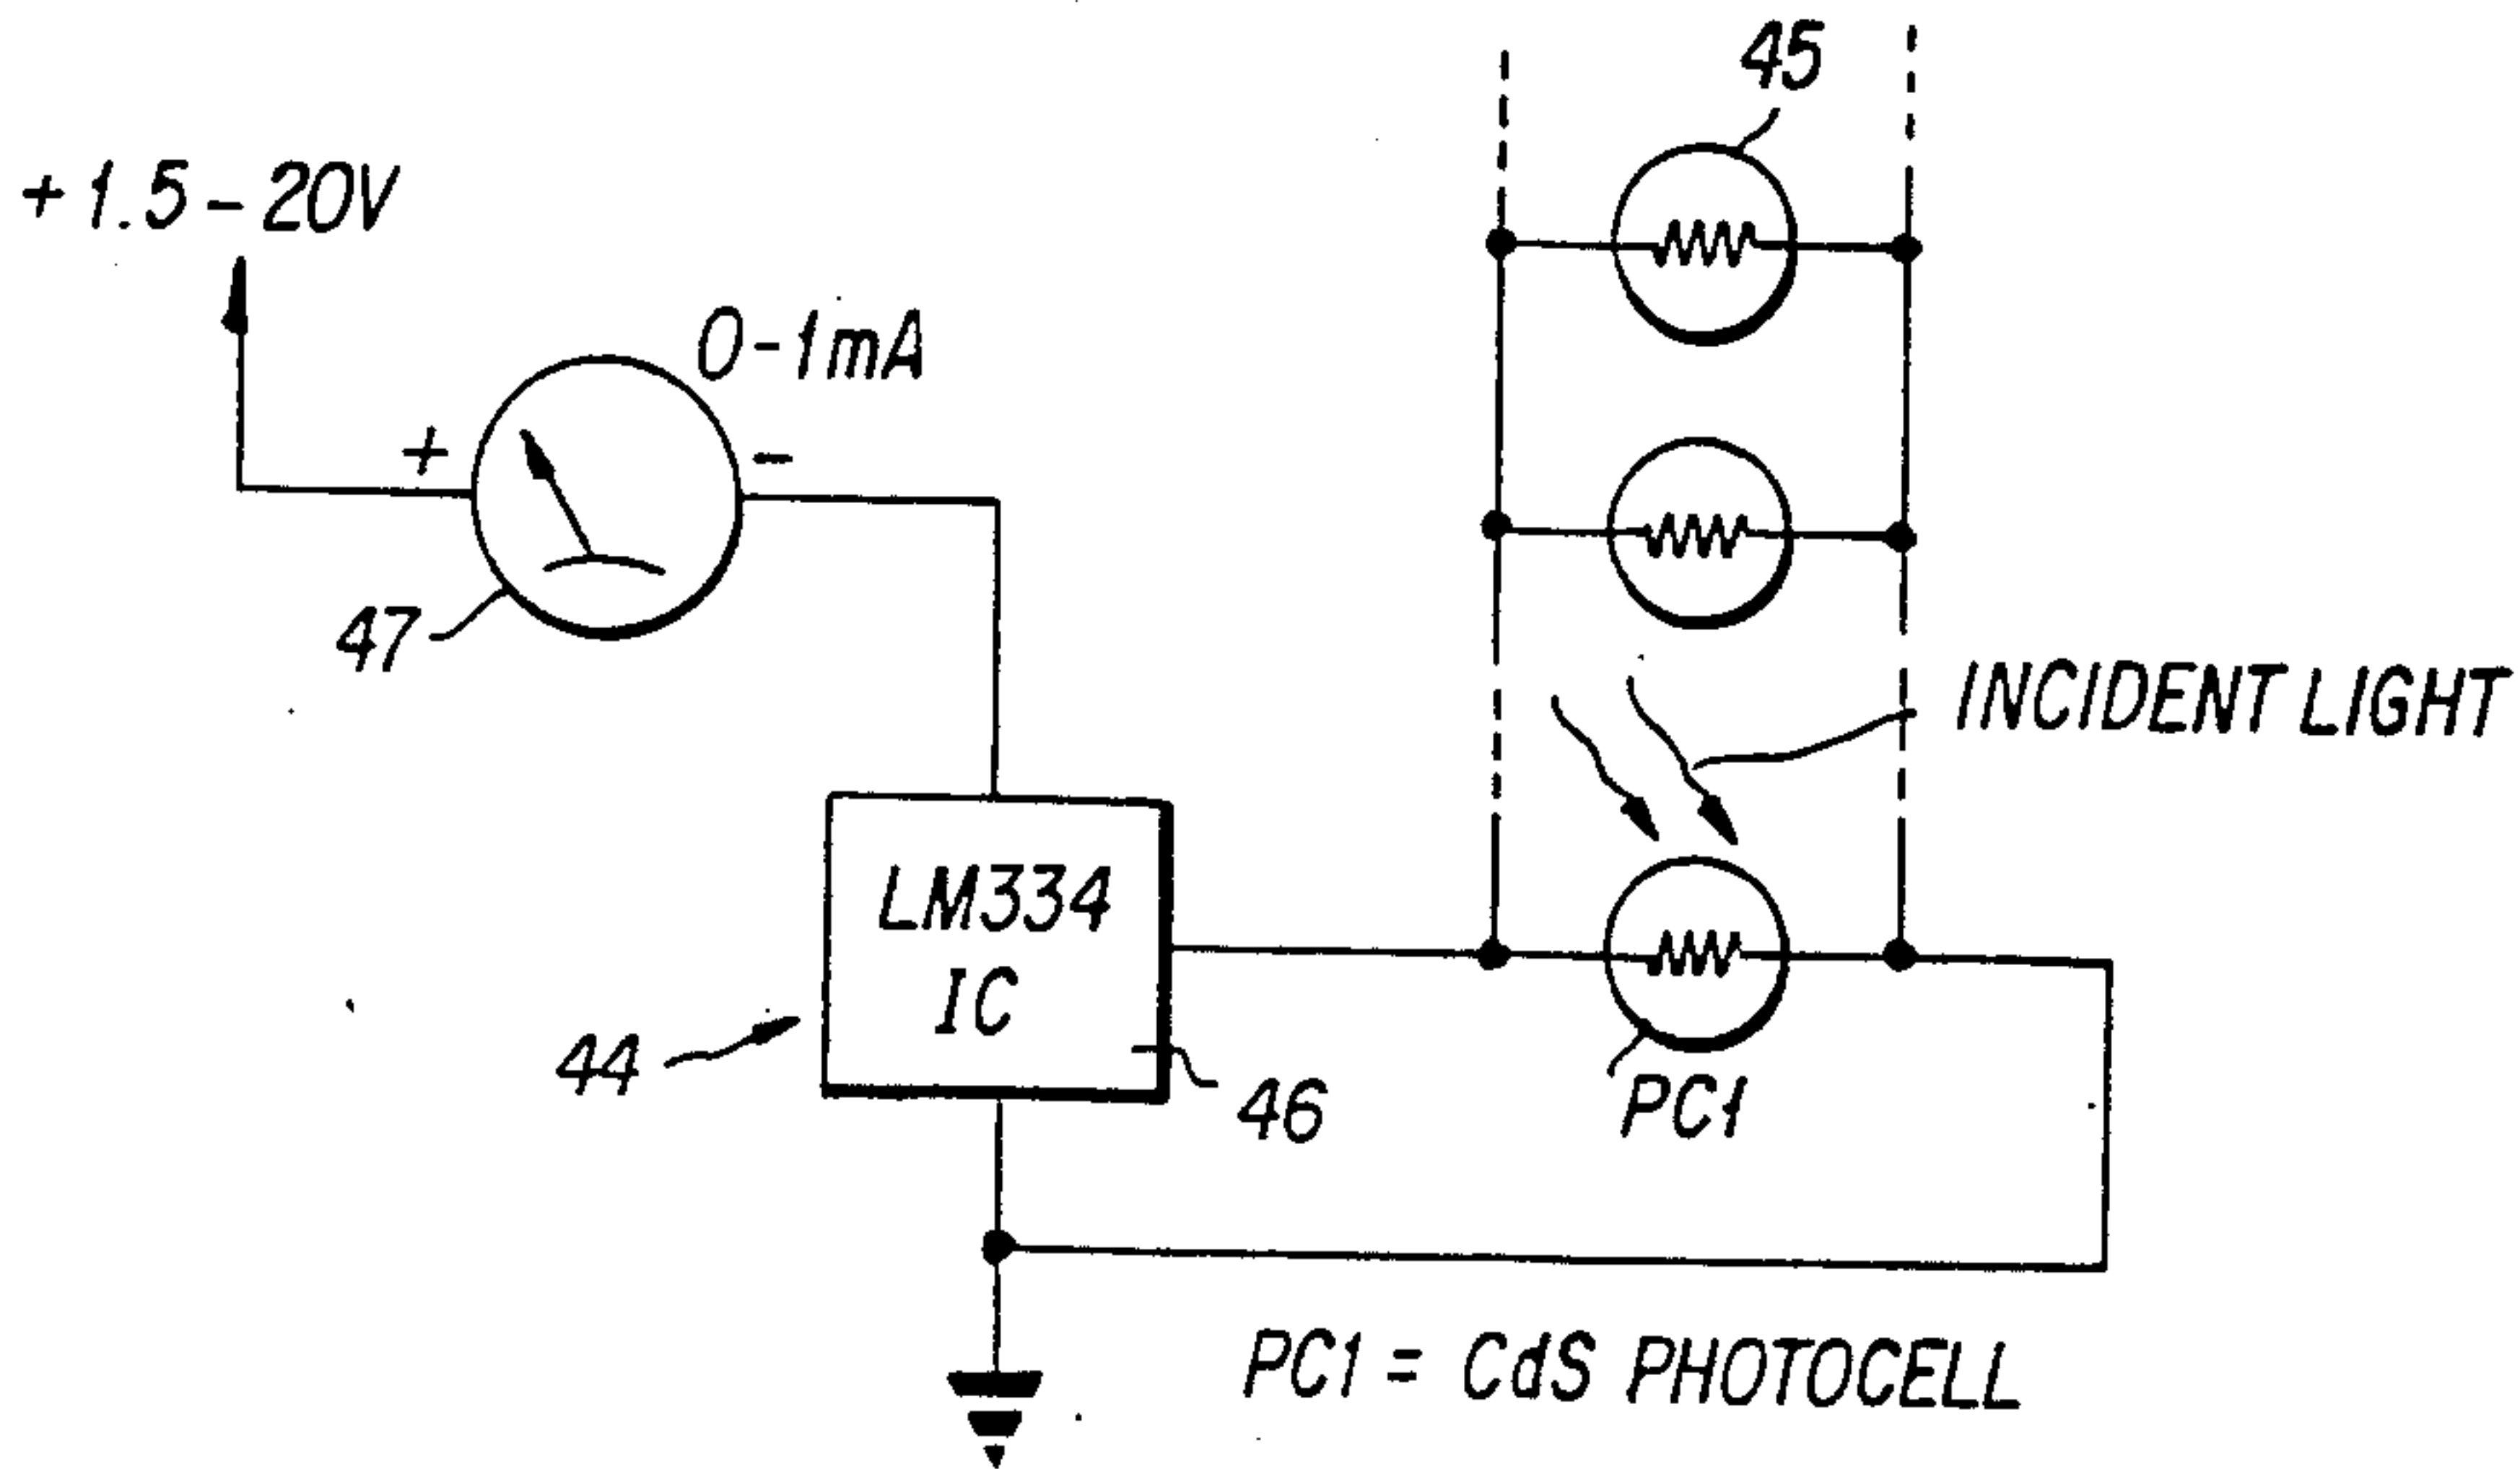 45
+ 1.5 - 20V
0-1mA
+
-
47
INCIDENT LIGHT
LM334
IC
44
46
PC1
PC1 = CdS PHOTOCELL